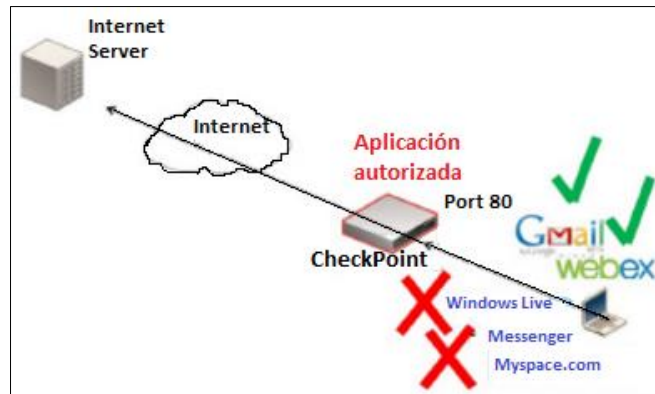 Internet
Server
Internet
Aplicación
autorizada
Port 80
Gmail
webex
CheckPoint
Windows Live
Messenger
Myspace.com